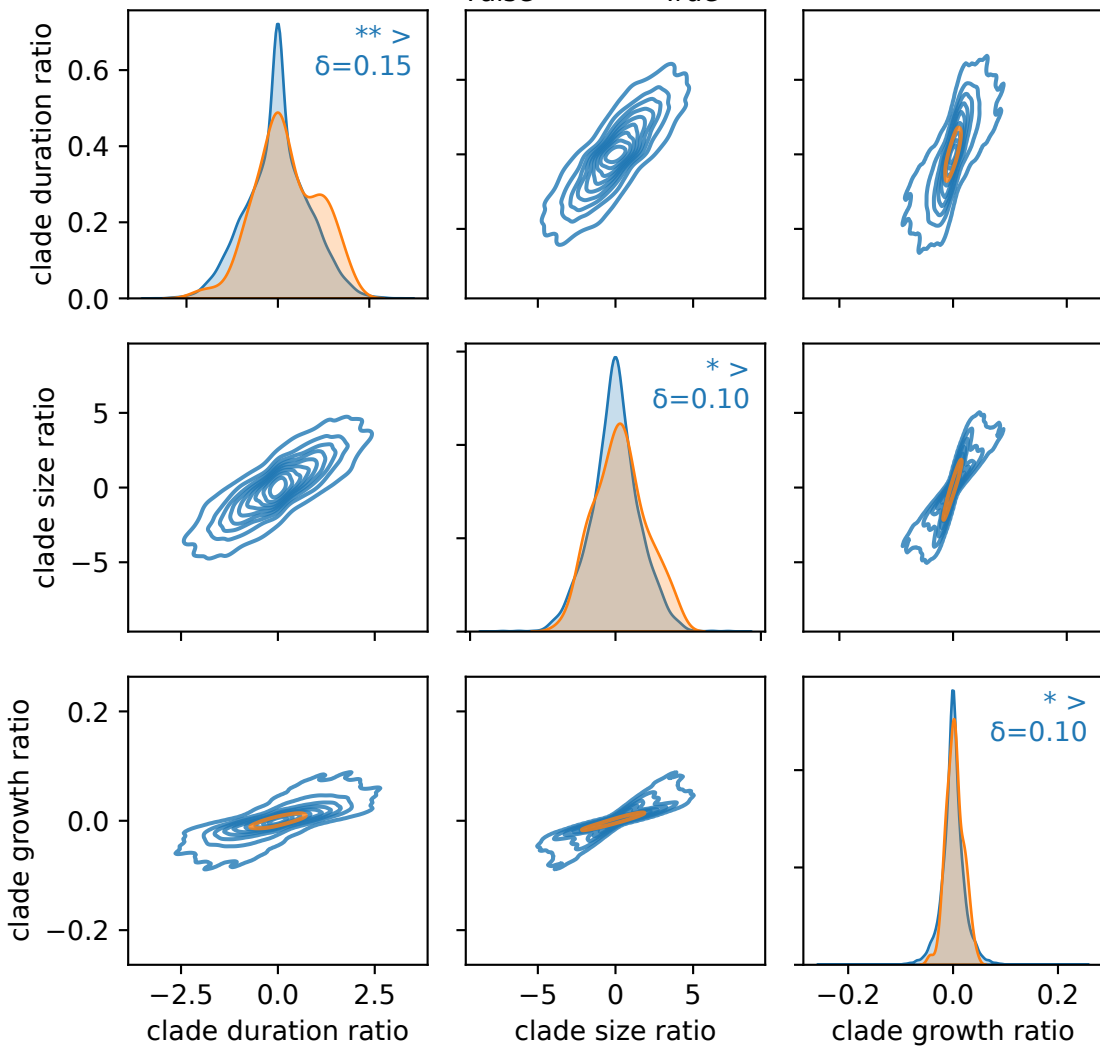 False True
clade duration ratio
0.6
0.4
0.2
0.0
** >
δ=0.15
clade size ratio
5
0
−5
* >
δ=0.10
clade growth ratio
0.2
0.0
−0.2
* >
δ=0.10
−2.5 0.0 2.5
−5 0 5
−0.2 0.0 0.2
clade duration ratio
clade size ratio
clade growth ratio